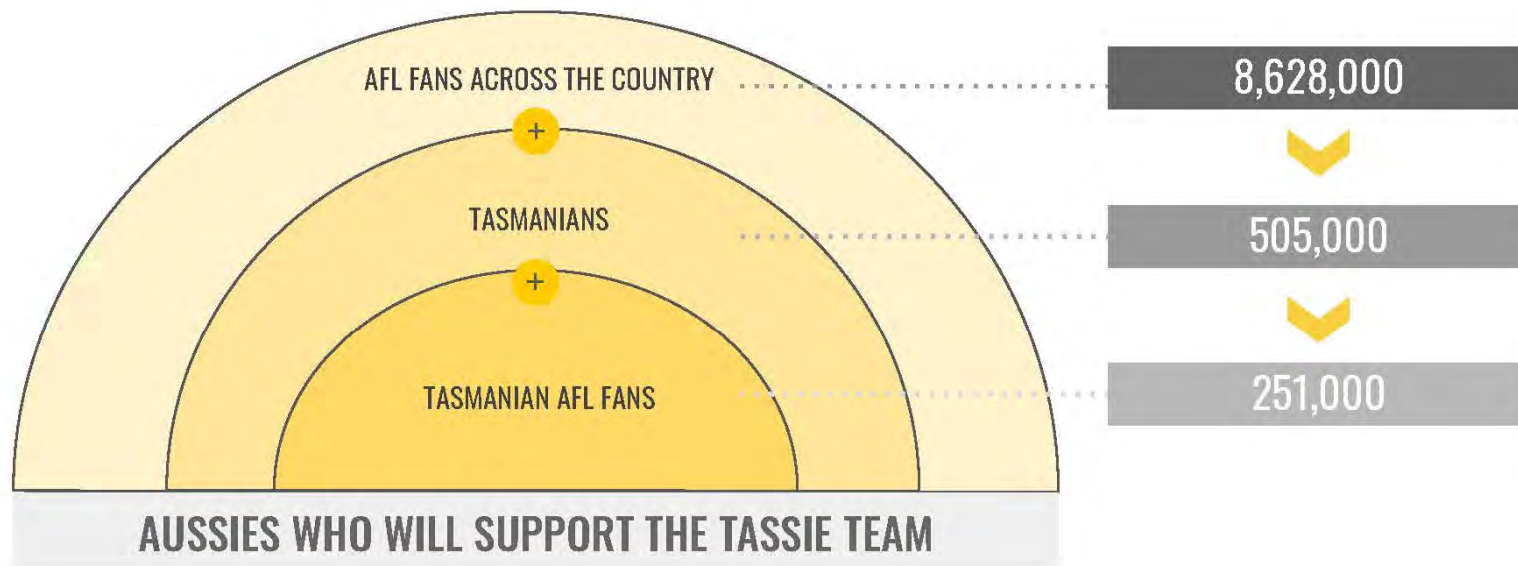 AFL FANS ACROSS THE COUNTRY
8,628,000
+
TASMANIANS
505,000
+
TASMANIAN AFL FANS
251,000
AUSSIES WHO WILL SUPPORT THE TASSIE TEAM